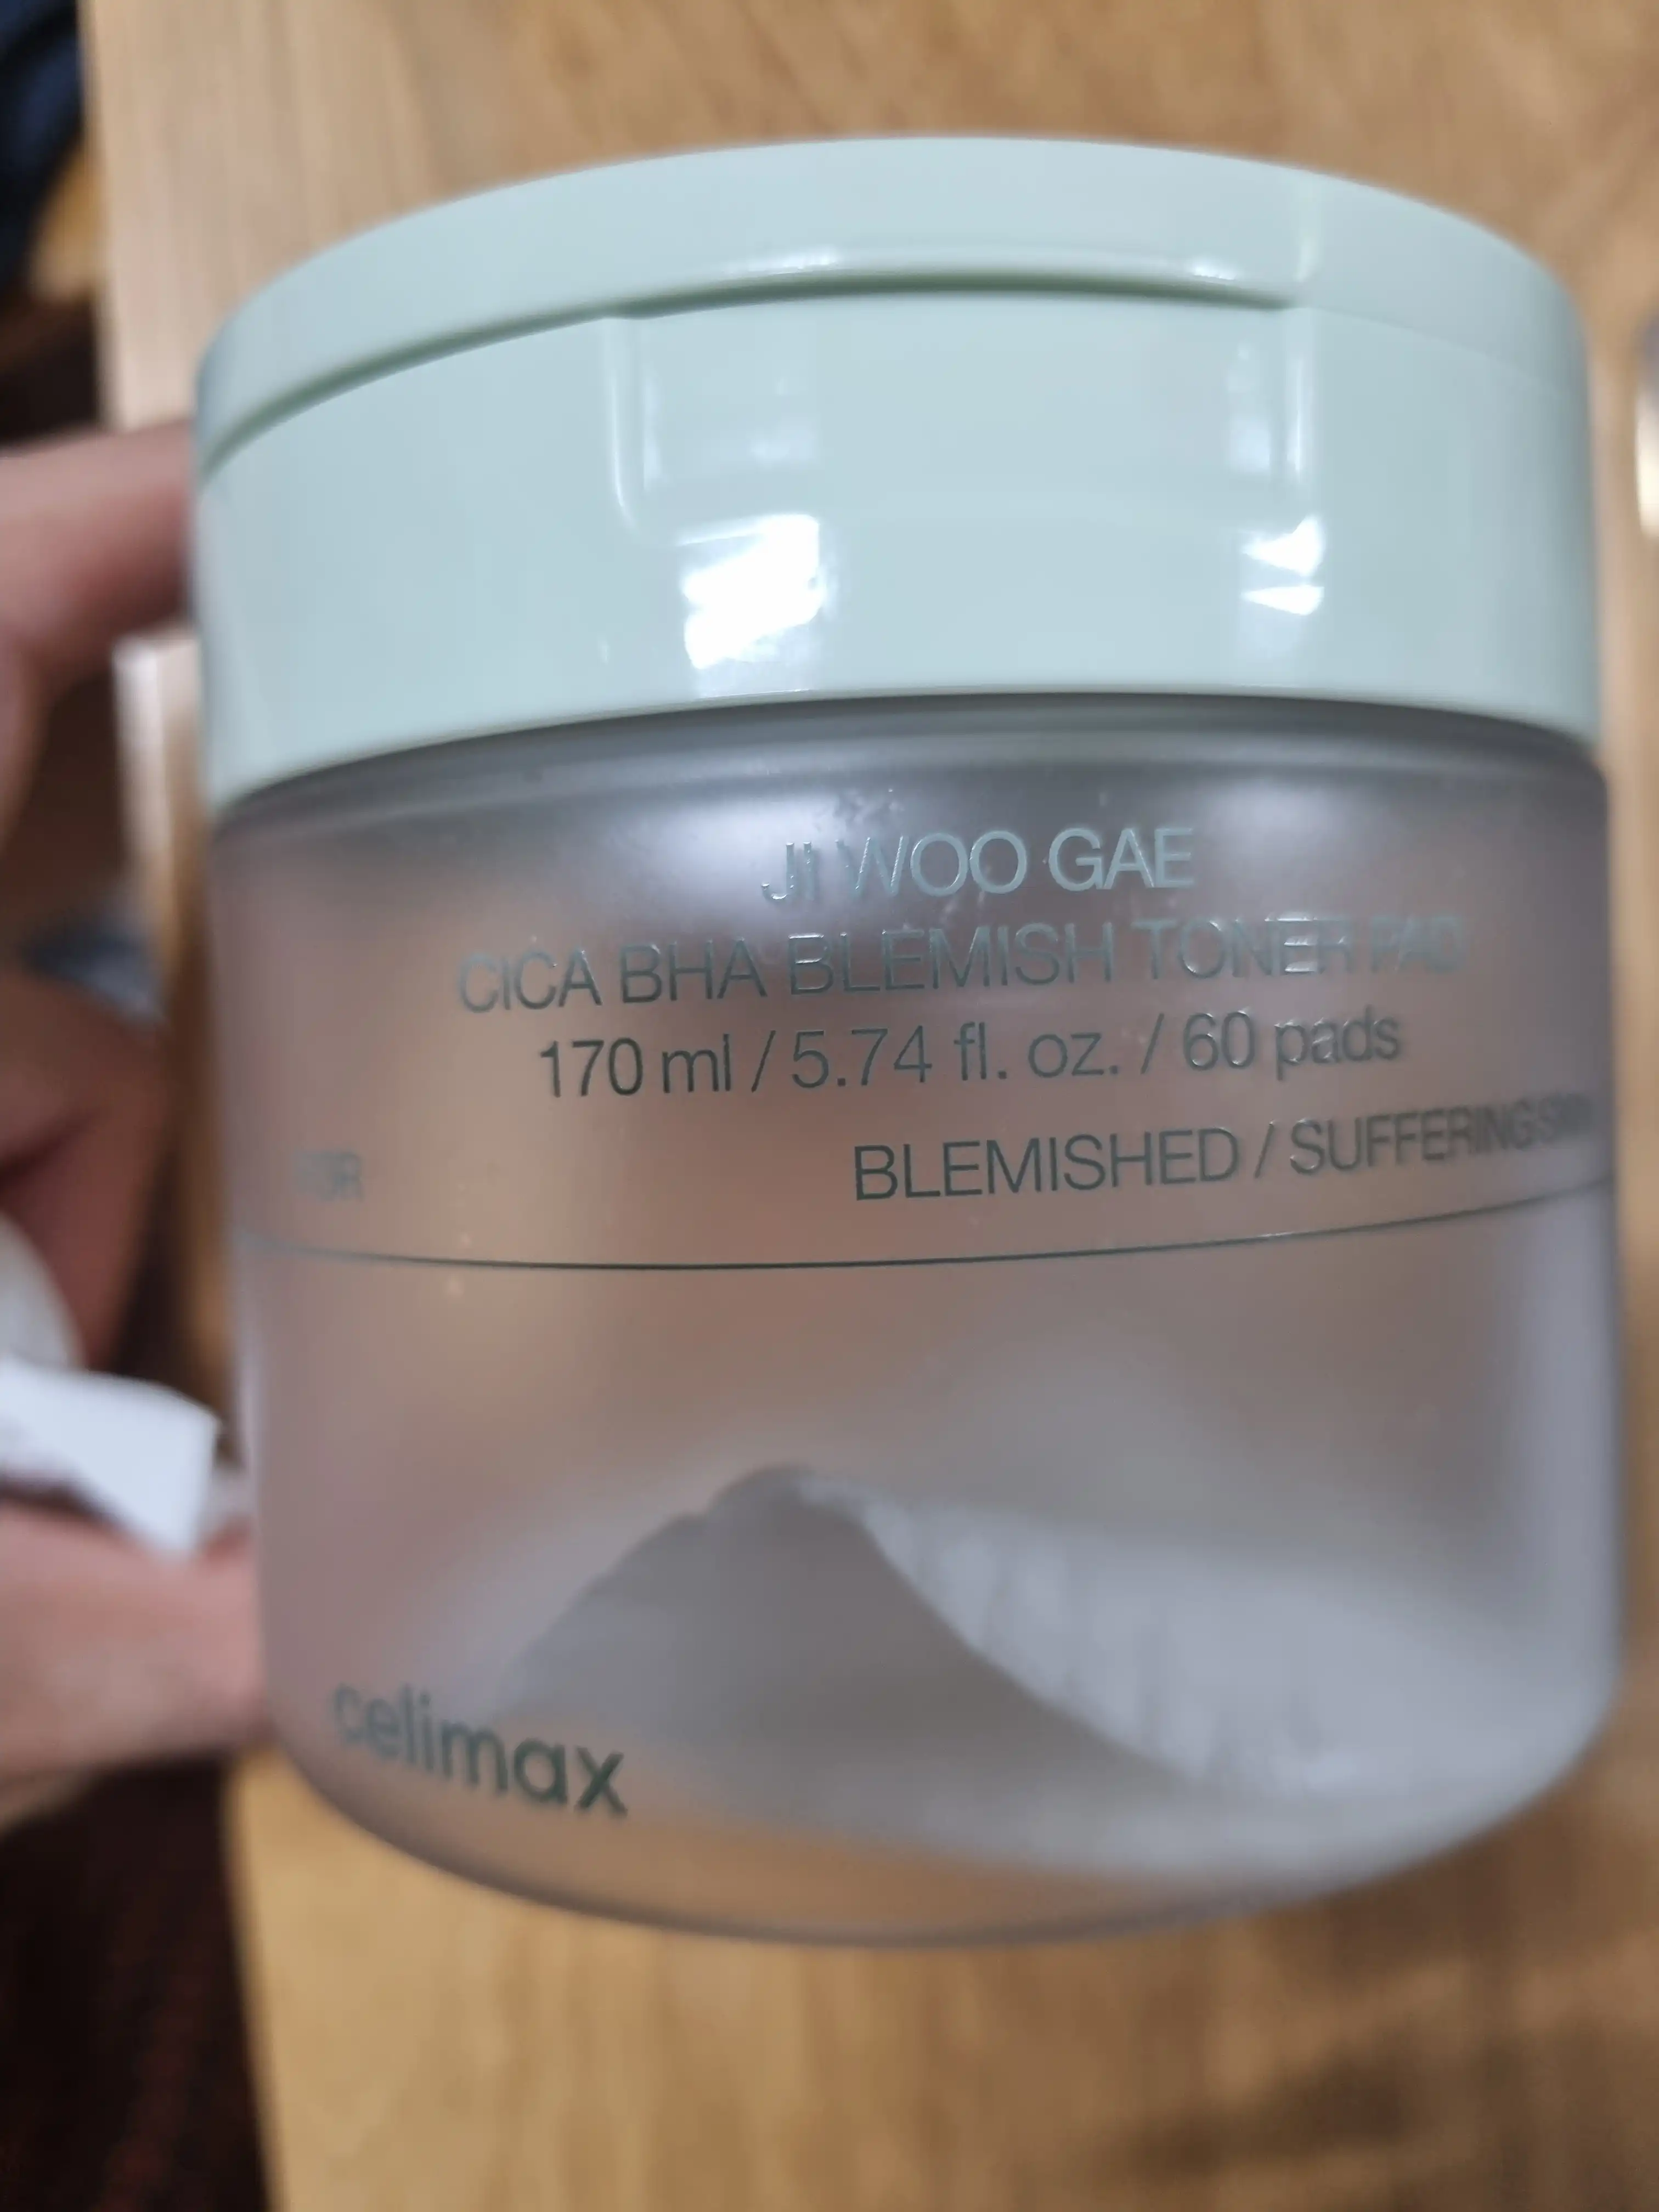 JI WOO GAE
CICA BHA BLEMISH TONER PAD
170 ml / 5.74 fl. oz. / 60 pads
FOR BLEMISHED / SUFFERING SKIN
celimax